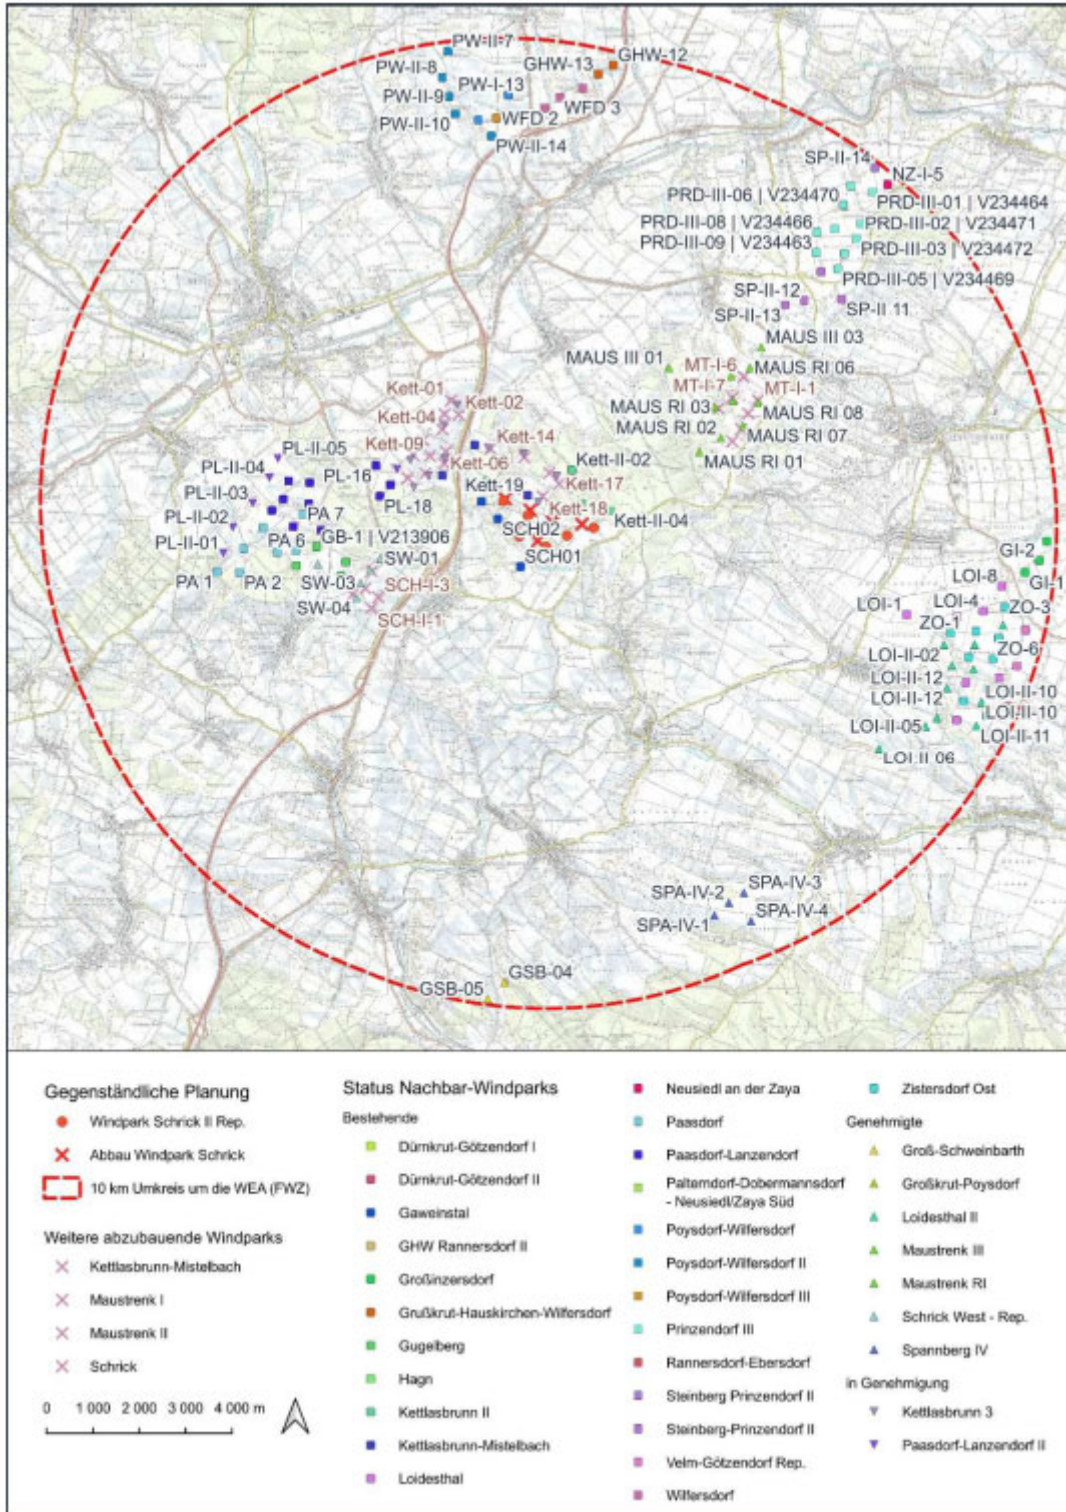 PW-II-7
GHW-12
PW-II-8
GHW-13
PW-I-13
PW-II-9
WFD 3
PW-II-10
WFD 2
PW-II-14
SP-II-14
NZ-I-5
PRD-III-06 | V234470
PRD-III-01 | V234464
PRD-III-08 | V234466
PRD-III-02 | V234471
PRD-III-09 | V234463
PRD-III-03 | V234472
PRD-III-05 | V234469
SP-II-12
SP-II 11
SP-II-13
MAUS III 03
MAUS III 01
MT-I-6
MAUS RI 06
MT-I-7
MT-I-1
MAUS RI 03
MAUS RI 08
MAUS RI 02
MAUS RI 07
MAUS RI 01
Kett-01
Kett-02
Kett-04
Kett-09
Kett-14
Kett-06
Kett-II-02
Kett-19
Kett-17
Kett-18
Kett-II-04
PL-II-05
PL-II-04
PL-16
PL-II-03
PL-18
PA 7
PL-II-02
PA 6
GB-1 | V213906
PL-II-01
PA 1
PA 2
SCH02
SCH01
SW-01
SW-03
SCH-I-3
SW-04
SCH-I-1
GI-2
GI-1
LOI-8
LOI-4
LOI-1
ZO-3
ZO-1
ZO-6
LOI-II-02
LOI-II-12
LOI-II-12
LOI-II-10
LOI-II-10
LOI-II-05
LOI-II-11
LOI II 06
SPA-IV-3
SPA-IV-2
SPA-IV-4
SPA-IV-1
GSB-04
GSB-05
Gegenständliche Planung
Windpark Schrick II Rep.
Abbau Windpark Schrick
10 km Umkreis um die WEA (FWZ)
Weitere abzubauende Windparks
Kettlasbrunn-Mistelbach
Maustrenk I
Maustrenk II
Schrick
0 1 000 2 000 3 000 4 000 m
Status Nachbar-Windparks
Bestehende
Dürnkrut-Götzendorf I
Dürnkrut-Götzendorf II
Gaweinstal
GHW Rannersdorf II
Großinzersdorf
Grußkrut-Hauskirchen-Wilfersdorf
Gugelberg
Hagn
Kettlasbrunn II
Kettlasbrunn-Mistelbach
Loidesthal
Neusiedl an der Zaya
Paasdorf
Paasdorf-Lanzendorf
Palterndorf-Dobermannsdorf
- Neusiedl/Zaya Süd
Poysdorf-Wilfersdorf
Poysdorf-Wilfersdorf II
Poysdorf-Wilfersdorf III
Prinzendorf III
Rannersdorf-Ebersdorf
Steinberg Prinzendorf II
Steinberg-Prinzendorf II
Velm-Götzendorf Rep.
Wilfersdorf
Zistersdorf Ost
Genehmigte
Groß-Schweinbarth
Großkrut-Poysdorf
Loidesthal II
Maustrenk III
Maustrenk RI
Schrick West - Rep.
Spannberg IV
in Genehmigung
Kettlasbrunn 3
Paasdorf-Lanzendorf II